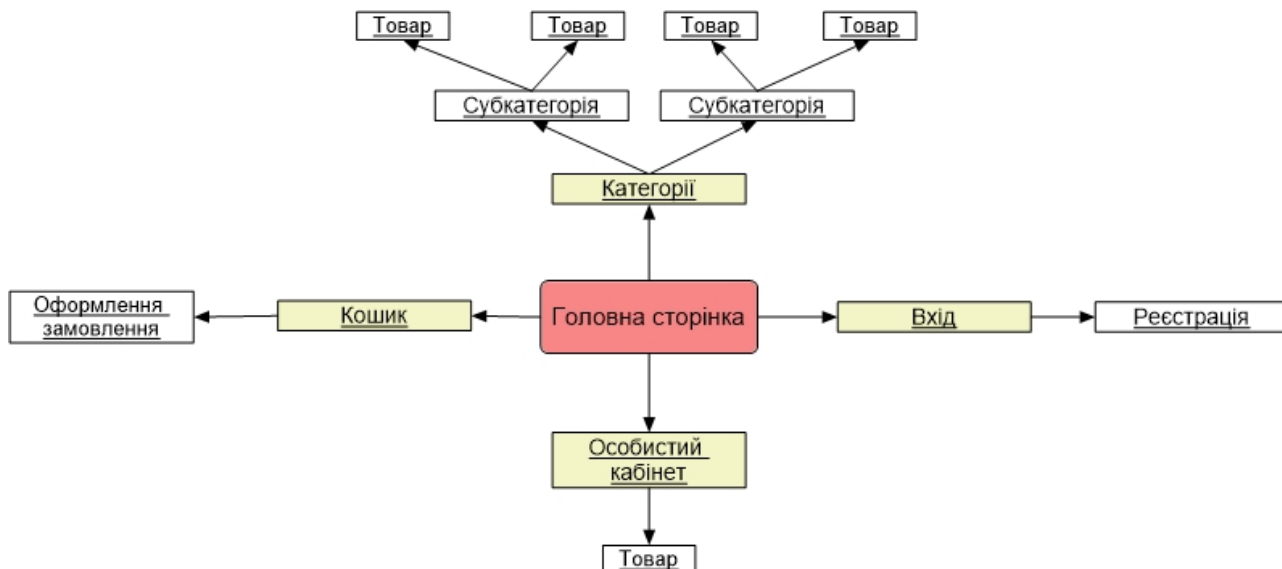 Товар
Товар
Товар
Товар
Субкатегорія
Субкатегорія
Категорії
Оформлення
замовлення
Кошик
Головна сторінка
Вхід
Реєстрація
Особистий
кабінет
Товар